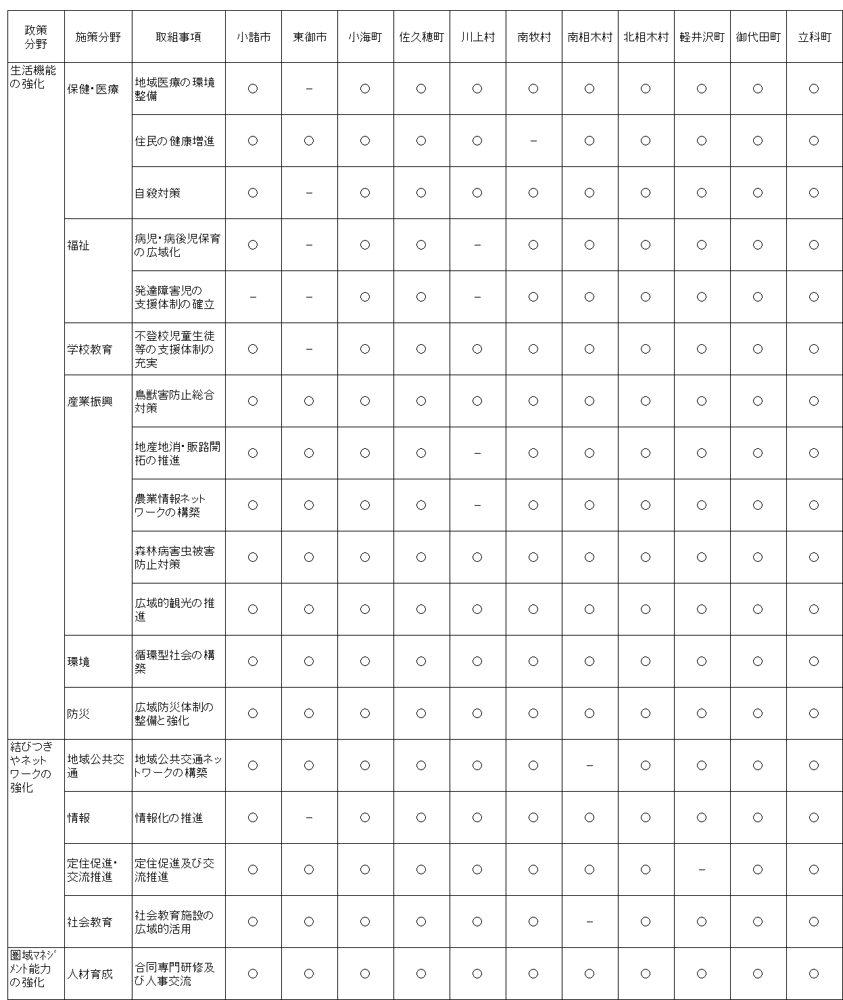 政策
分野
施策分野 取組事項 小諸市 東御市 小海町 佐久穂町 川上村 南牧村 南相木村 北相木村 軽井沢町 御代田町 立科町
生活機能
の強化
保健・医療
地域医療の環境
整備
○ － ○ ○ ○ ○ ○ ○ ○ ○ ○
住民の健康増進 ○ ○ ○ ○ ○ － ○ ○ ○ ○ ○
自殺対策 ○ － ○ ○ ○ ○ ○ ○ ○ ○ ○
福祉
病児・病後児保育
の広域化
○ － ○ ○ － ○ ○ ○ ○ ○ ○
発達障害児の
支援体制の確立
－ － ○ ○ － ○ ○ ○ ○ ○ ○
学校教育
不登校児童生徒
等の支援体制の
充実
○ － ○ ○ ○ ○ ○ ○ ○ ○ ○
産業振興
鳥獣害防止総合
対策
○ ○ ○ ○ ○ ○ ○ ○ ○ ○ ○
地産地消・販路開
拓の推進
○ ○ ○ ○ － ○ ○ ○ ○ ○ ○
農業情報ネット
ワークの構築
○ ○ ○ ○ － ○ ○ ○ ○ ○ ○
森林病害虫被害
防止対策
○ ○ ○ ○ ○ ○ ○ ○ ○ ○ ○
広域的観光の推
進
○ ○ ○ ○ ○ ○ ○ ○ ○ ○ ○
環境
循環型社会の構
築
○ ○ ○ ○ ○ ○ ○ ○ ○ ○ ○
防災
広域防災体制の
整備と強化
○ ○ ○ ○ ○ ○ ○ ○ ○ ○ ○
結びつき
やネット
ワークの
強化
地域公共交
通
地域公共交通ネッ
トワークの構築
○ ○ ○ ○ ○ ○ － ○ ○ ○ ○
情報 情報化の推進 ○ － ○ ○ ○ ○ ○ ○ ○ ○ ○
定住促進・
交流推進
定住促進及び交
流推進
○ ○ ○ ○ ○ ○ ○ ○ － ○ ○
社会教育
社会教育施設の
広域的活用
○ ○ ○ ○ ○ ○ － ○ ○ ○ ○
圏域ﾏﾈｼﾞ
ﾒﾝﾄ能力
の強化
人材育成
合同専門研修及
び人事交流
○ ○ ○ ○ ○ ○ ○ ○ ○ ○ ○